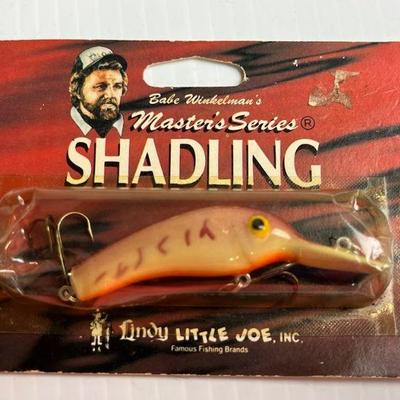 Babe Winkelman's
Master's Series®
SHADLING
Lindy LITTLE JOE, INC.
Famous Fishing Brands